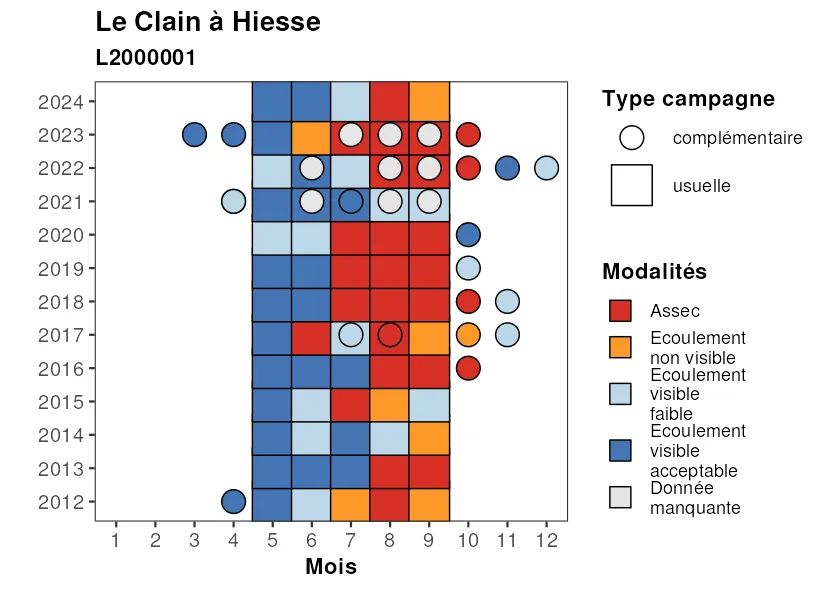 Le Clain à Hiesse
L2000001
2024
2023
2022
2021
2020
2019
2018
2017
2016
2015
2014
2013
2012
1 2 3 4 5 6 7 8 9 10 11 12
Mois
Type campagne
complémentaire
usuelle
Modalités
Assec
Ecoulement
non visible
Ecoulement
visible
faible
Ecoulement
visible
acceptable
Donnée
manquante